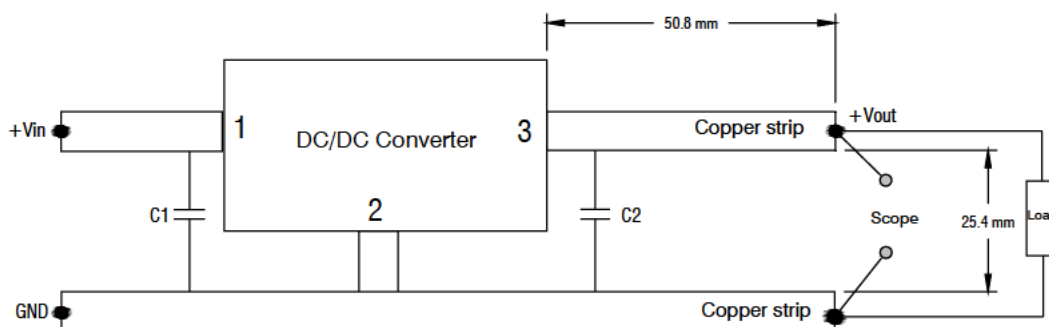 50.8 mm
+Vin
1
DC/DC Converter
3
Copper strip
+Vout
C1
2
C2
Scope
25.4 mm
Loa
GND
Copper strip